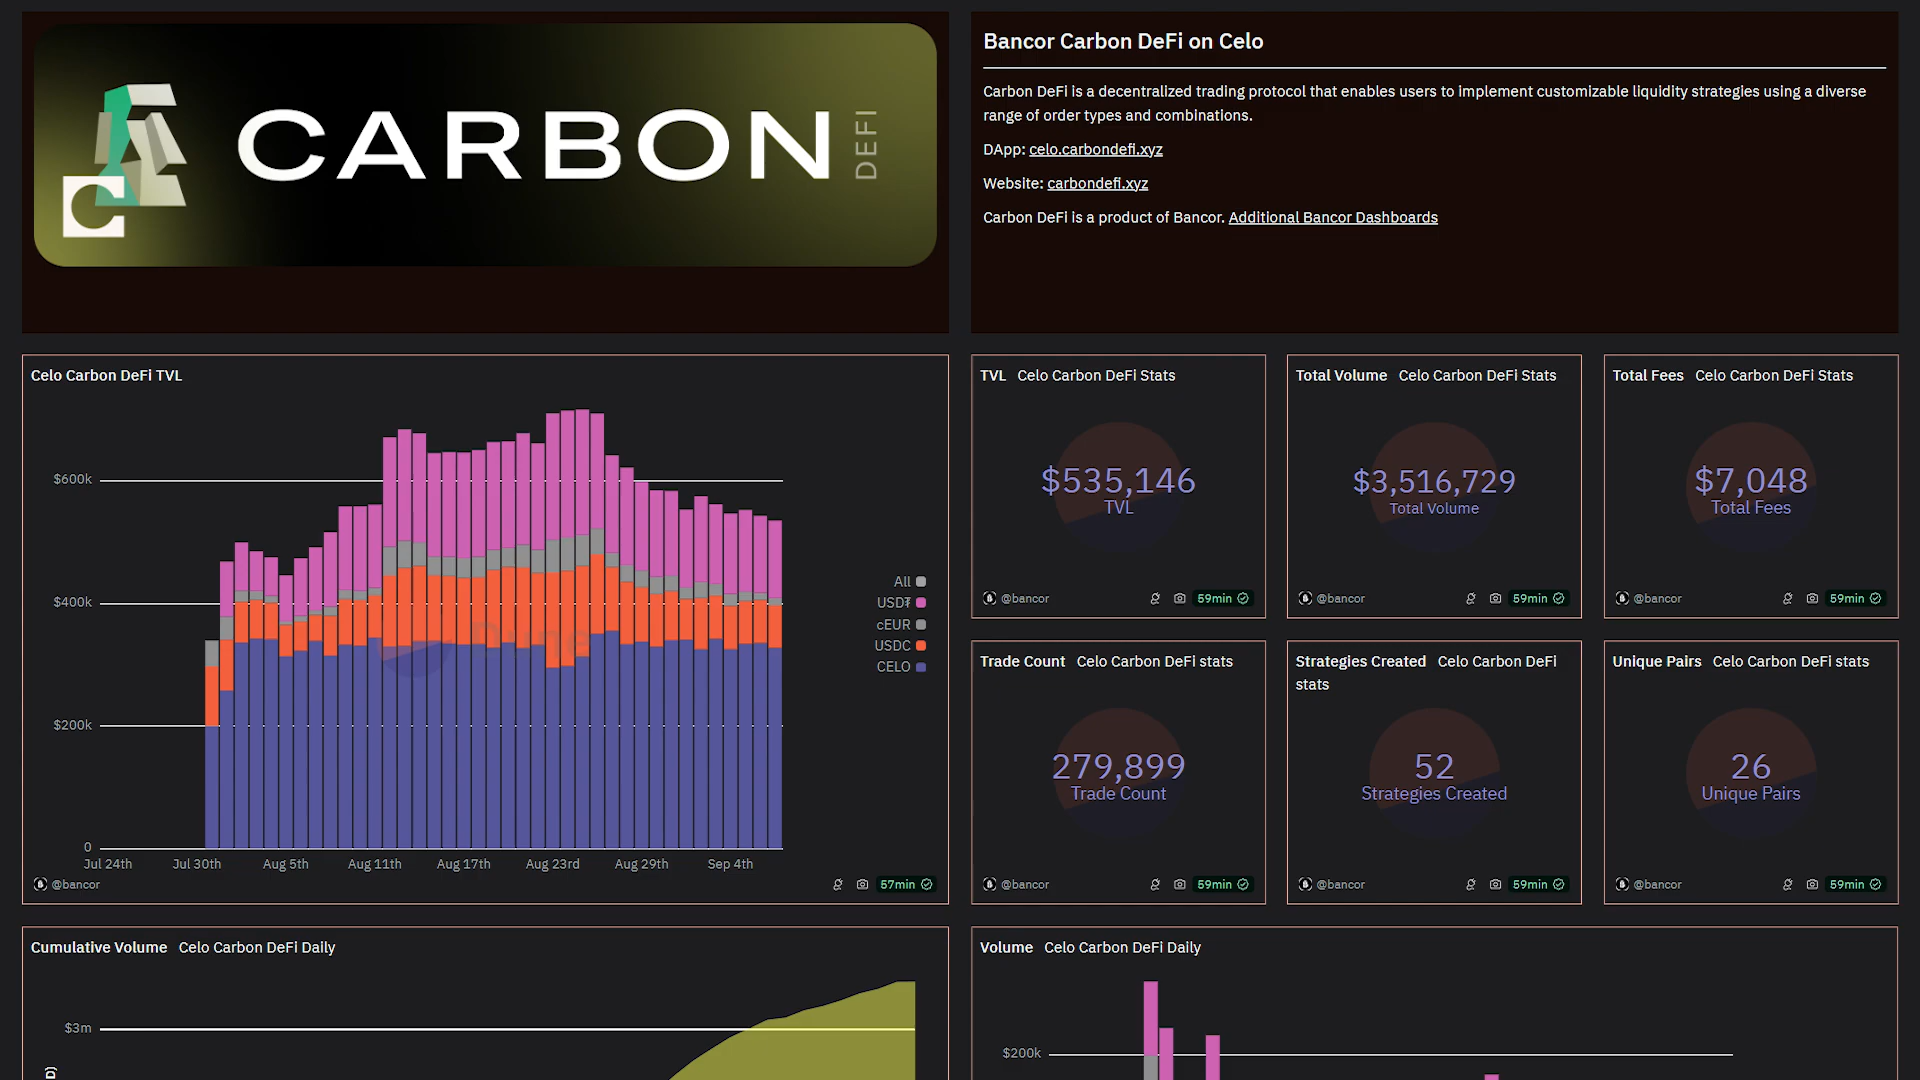 CARBON DEFI
C
Bancor Carbon DeFi on Celo
Carbon DeFi is a decentralized trading protocol that enables users to implement customizable liquidity strategies using a diverse
range of order types and combinations.
DApp: celo.carbondefi.xyz
Website: carbondefi.xyz
Carbon DeFi is a product of Bancor. Additional Bancor Dashboards
Celo Carbon DeFi TVL
$600k
$400k
$200k
0
Jul 24th Jul 30th Aug 5th Aug 11th Aug 17th Aug 23rd Aug 29th Sep 4th
Dune
All
USD₮
cEUR
USDC
CELO
@bancor 57min
TVL Celo Carbon DeFi Stats
$535,146
TVL
@bancor 59min
Total Volume Celo Carbon DeFi Stats
$3,516,729
Total Volume
@bancor 59min
Total Fees Celo Carbon DeFi Stats
$7,048
Total Fees
@bancor 59min
Trade Count Celo Carbon DeFi stats
279,899
Trade Count
@bancor 59min
Strategies Created Celo Carbon DeFi
stats
52
Strategies Created
@bancor 59min
Unique Pairs Celo Carbon DeFi stats
26
Unique Pairs
@bancor 59min
Cumulative Volume Celo Carbon DeFi Daily
$3m
D)
Volume Celo Carbon DeFi Daily
$200k